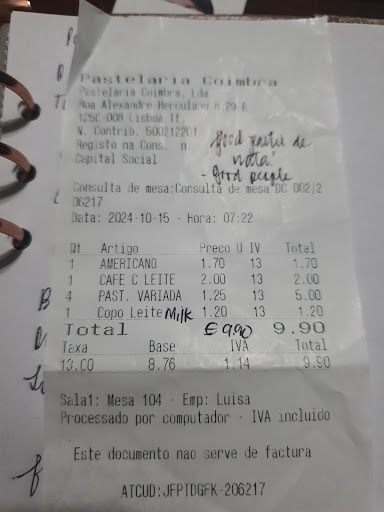 Pastelaria Coimbra
Pastelaria Coimbra, Lda
Rua Alexandre Herculano n.29 E
1250-008 Lisboa Tf.
N. Contrib. 500212201
Registo na Cons. n.
Capital Social
good pastel de
nata!
- Good people
Consulta de mesa:Consulta de mesa DC 002J2
06217
Data: 2024-10-15 - Hora: 07:22
Qt Artigo Preco U IV Total
1 AMERICANO 1.70 13 1.70
1 CAFE C LEITE 2.00 13 2.00
4 PAST. VARIADA 1.25 13 5.00
1 Copo Leite Milk 1.20 13 1.20
Total €9.90 9.90
Taxa Base IVA Total
13.00 8.76 1.14 9.90
Sala1: Mesa 104 - Emp: Luisa
Processado por computador - IVA incluido
Este documento nao serve de factura
ATCUD:JFPTDGFK-206217